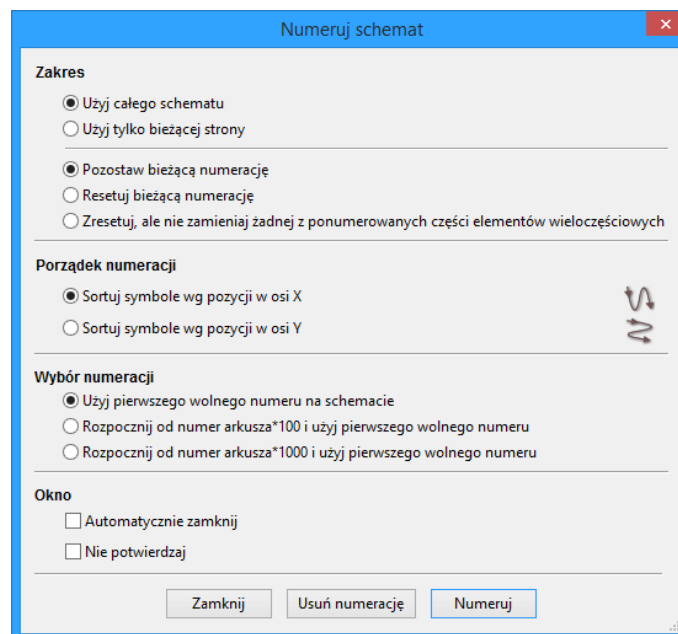 Numeruj schemat
Zakres
Użyj całego schematu
Użyj tylko bieżącej strony
Pozostaw bieżącą numerację
Resetuj bieżącą numerację
Zresetuj, ale nie zamieniaj żadnej z ponumerowanych części elementów wieloczęściowych
Porządek numeracji
Sortuj symbole wg pozycji w osi X
Sortuj symbole wg pozycji w osi Y
Wybór numeracji
Użyj pierwszego wolnego numeru na schemacie
Rozpocznij od numer arkusza*100 i użyj pierwszego wolnego numeru
Rozpocznij od numer arkusza*1000 i użyj pierwszego wolnego numeru
Okno
Automatycznie zamknij
Nie potwierdzaj
Zamknij Usuń numerację Numeruj